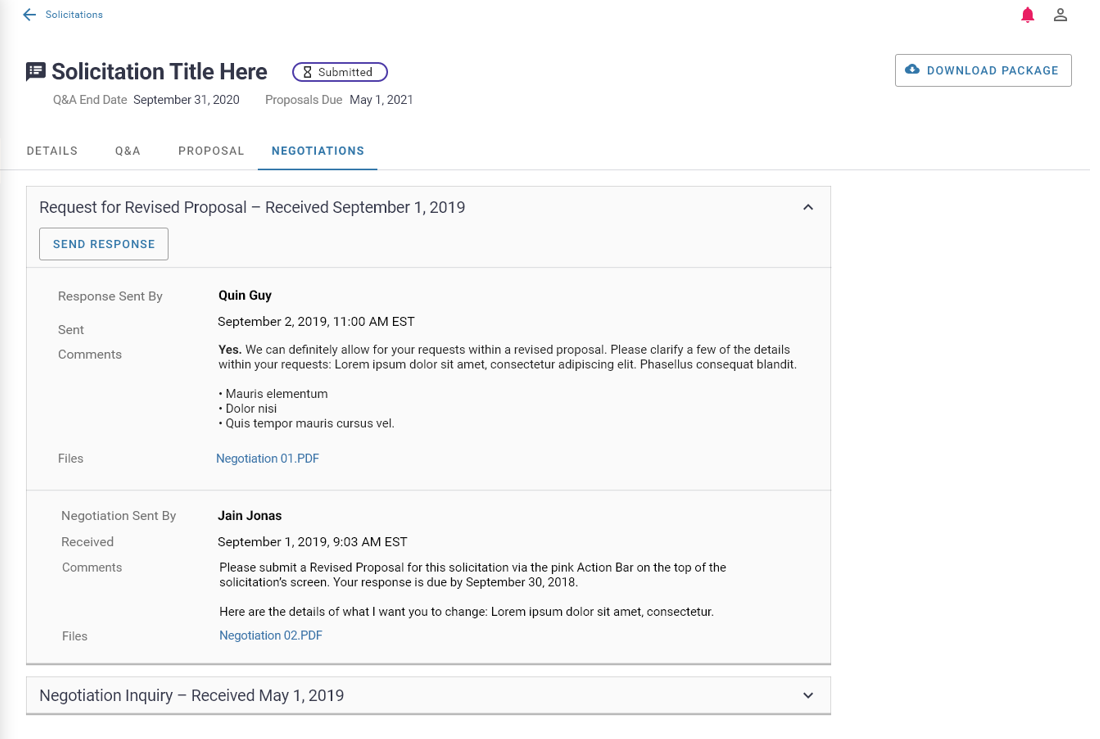 Solicitations
Solicitation Title Here
Submitted
DOWNLOAD PACKAGE
Q&A End Date September 31, 2020 Proposals Due May 1, 2021
DETAILS Q&A PROPOSAL NEGOTIATIONS
Request for Revised Proposal – Received September 1, 2019
SEND RESPONSE
Response Sent By Quin Guy
Sent September 2, 2019, 11:00 AM EST
Comments Yes. We can definitely allow for your requests within a revised proposal. Please clarify a few of the details
within your requests: Lorem ipsum dolor sit amet, consectetur adipiscing elit. Phasellus consequat blandit.
• Mauris elementum
• Dolor nisi
• Quis tempor mauris cursus vel.
Files Negotiation 01.PDF
Negotiation Sent By Jain Jonas
Received September 1, 2019, 9:03 AM EST
Comments Please submit a Revised Proposal for this solicitation via the pink Action Bar on the top of the
solicitation's screen. Your response is due by September 30, 2018.
Here are the details of what I want you to change: Lorem ipsum dolor sit amet, consectetur.
Files Negotiation 02.PDF
Negotiation Inquiry – Received May 1, 2019